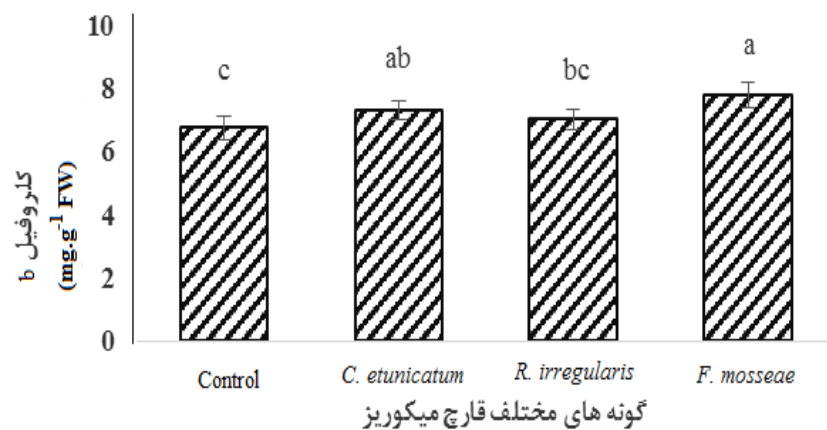 کلروفیل b
(mg.g⁻¹ FW)
10
8
6
4
2
0
c
ab
bc
a
Control
C. etunicatum
R. irregularis
F. mosseae
گونه های مختلف قارچ میکوریز